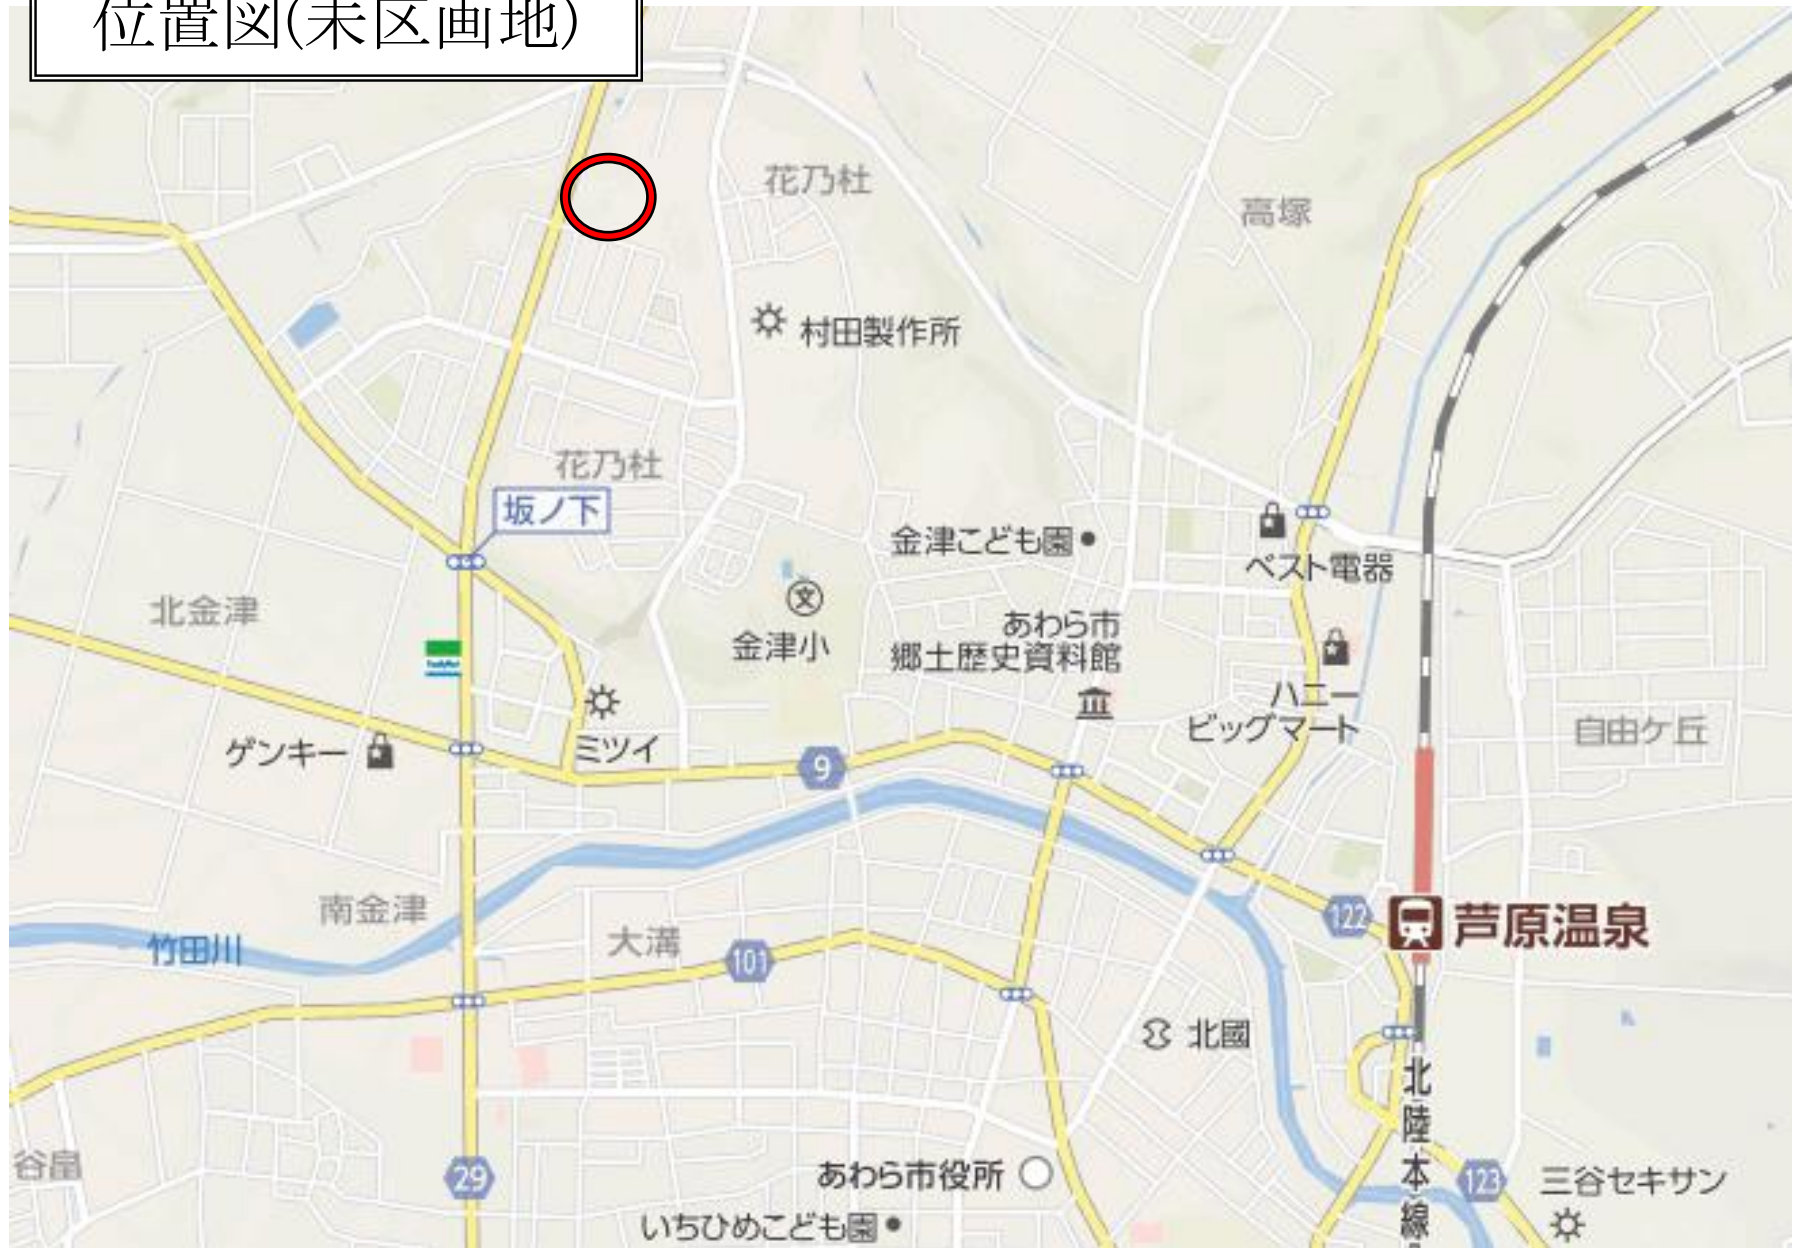 位置図(未区画地)
花乃杜
高塚
村田製作所
花乃杜
坂ノ下
金津こども園
ベスト電器
北金津
金津小
文
あわら市
郷土歴史資料館
FamilyMart
ハニー
ビッグマート
自由ケ丘
ゲンキー
ミツイ
9
南金津
竹田川
大溝
101
122
芦原温泉
北國
北陸本線
谷畠
29
あわら市役所
123
三谷セキサン
いちひめこども園